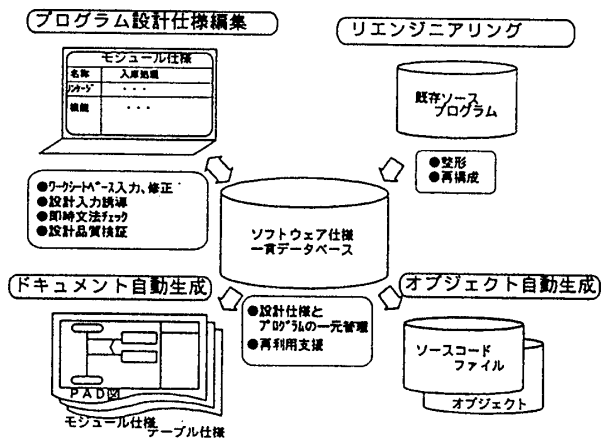 プログラム設計仕様編集
モジュール仕様
名称 入庫処理
リンケージ ・・・
機能 ・・・
●ワークシートベース入力、修正
●設計入力誘導
●即時文法チェック
●設計品質検証
リエンジニアリング
既存ソース
プログラム
●整形
●再構成
ソフトウェア仕様
一貫データベース
●設計仕様と
プログラムの一元管理
●再利用支援
ドキュメント自動生成
PAD図
モジュール仕様
テーブル仕様
オブジェクト自動生成
ソースコード
ファイル
オブジェクト